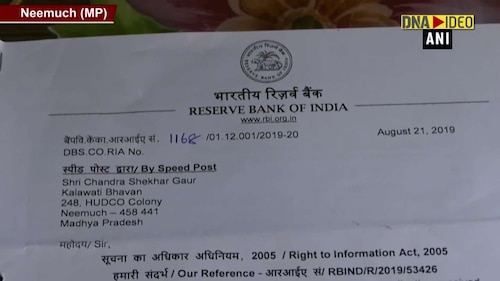 Neemuch (MP)
DNA VIDEO
ANI
भारतीय रिज़र्व बैंक
RESERVE BANK OF INDIA
www.rbi.org.in
बैंपवि.केका.आरआईए सं. 1168 /01.12.001/2019-20
August 21, 2019
DBS.CO.RIA No.
स्पीड पोस्ट द्वारा/ By Speed Post
Shri Chandra Shekhar Gaur
Kalawati Bhavan
248, HUDCO Colony
Neemuch – 458 441
Madhya Pradesh
महोदय/ Sir,
सूचना का अधिकार अधिनियम, 2005 / Right to Information Act, 2005
हमारी संदर्भ / Our Reference - आरआईए सं/ RBIND/R/2019/53426